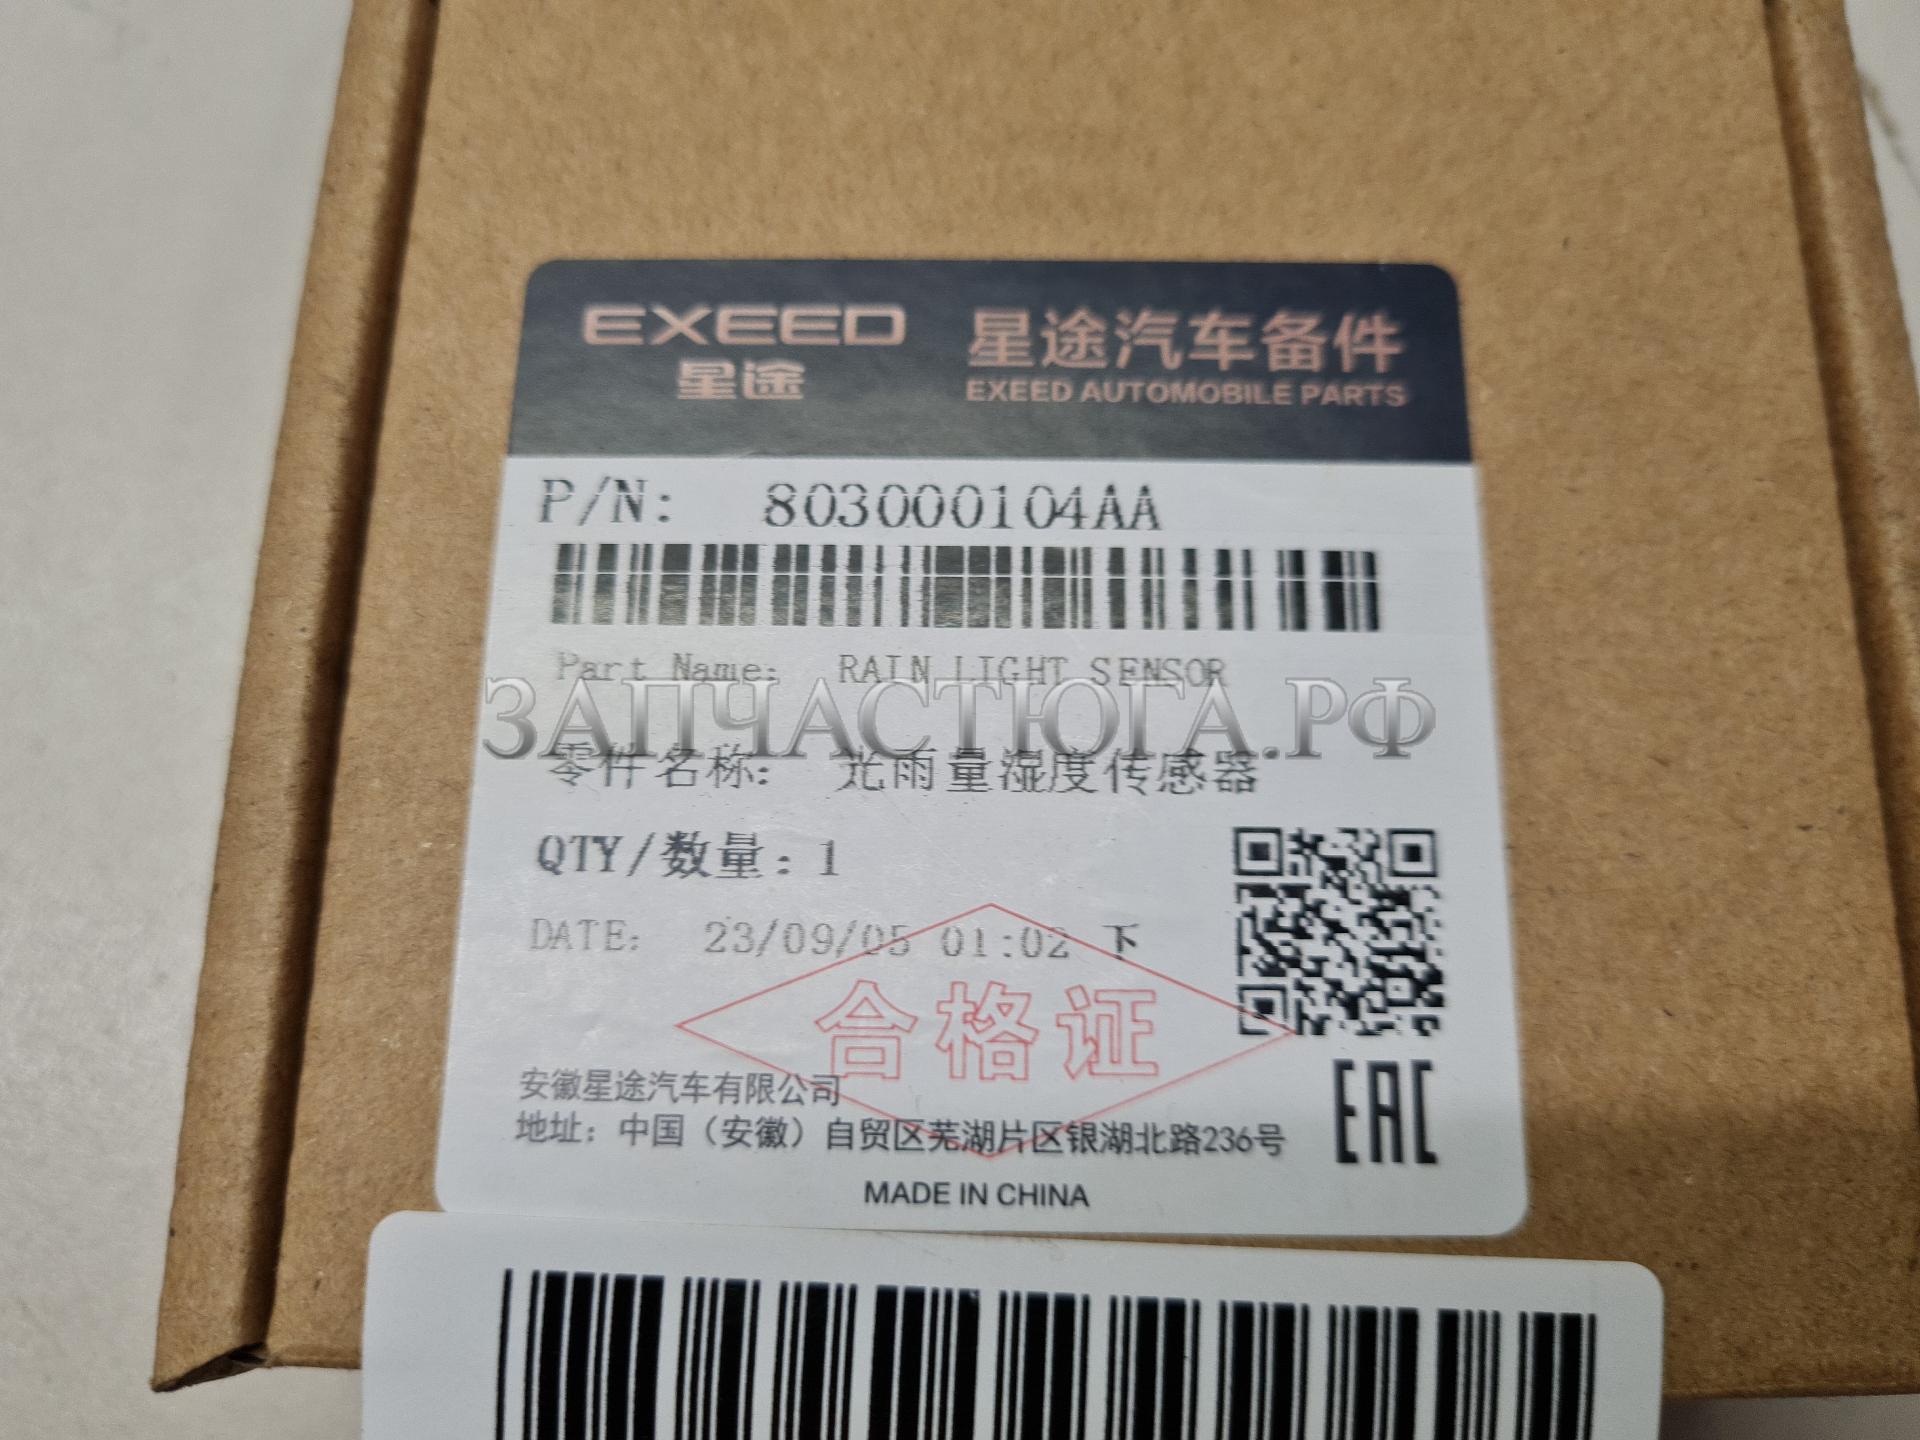 EXEED
星途
星途汽车备件
EXEED AUTOMOBILE PARTS
P/N: 803000104AA
Part Name: RAIN LIGHT SENSOR
ЗАПЧАСТЮГА.РФ
零件名称: 光雨量湿度传感器
QTY/数量: 1
DATE: 23/09/05 01:02 下
合格证
安徽星途汽车有限公司
地址：中国（安徽）自贸区芜湖片区银湖北路236号
EAC
MADE IN CHINA